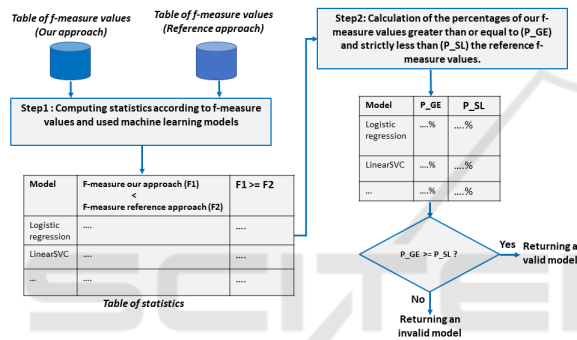 Table of f-measure values
(Our approach)
Table of f-measure values
(Reference approach)
Step1 : Computing statistics according to f-measure
values and used machine learning models
Model
F-measure our approach (F1)
<
F-measure reference approach (F2)
F1 >= F2
Logistic
regression
....
....
LinearSVC
....
....
...
....
....
Table of statistics
Step2: Calculation of the percentages of our f-
measure values greater than or equal to (P_GE)
and strictly less than (P_SL) the reference f-
measure values.
Model P_GE P_SL
Logistic
regression
....% ....%
LinearSVC ....% ....%
... ....% ....%
P_GE >= P_SL ?
Yes
Returning a
valid model
No
Returning an
invalid model
SCITE